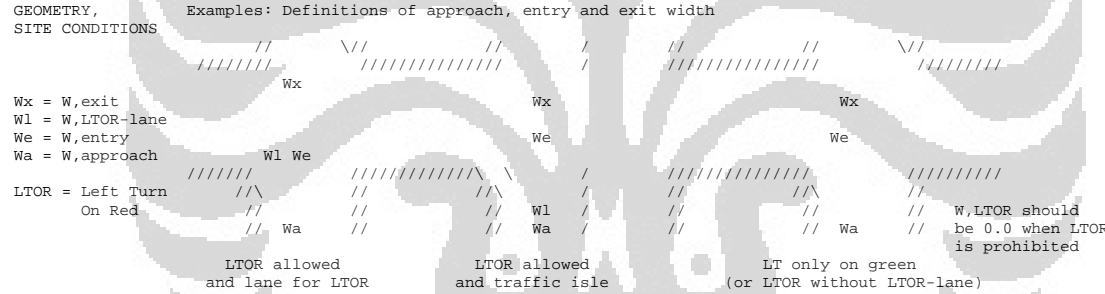 GEOMETRY, Examples: Definitions of approach, entry and exit width
SITE CONDITIONS
// \// // / // // \//
//////// /////////////// / /////////////// /////////
Wx
Wx = W,exit Wx Wx
Wl = W,LTOR-lane
We = W,entry We We
Wa = W,approach Wl We
/////// /////////////\ \ / /////////////// //////////
LTOR = Left Turn //\ // //\ / // //\ //
On Red // // // Wl / // // // W,LTOR should
// Wa // // Wa / // // Wa // be 0.0 when LTOR
is prohibited
LTOR allowed LTOR allowed LT only on green
and lane for LTOR and traffic isle (or LTOR without LTOR-lane)